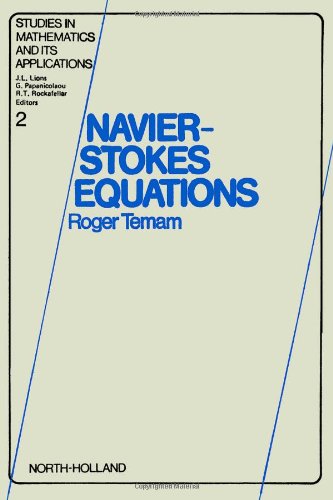 STUDIES IN
MATHEMATICS
AND ITS
APPLICATIONS
J.L. Lions
G. Papanicolaou
R.T. Rockafellar
Editors
2
NAVIER-
STOKES
EQUATIONS
Roger Temam
NORTH-HOLLAND